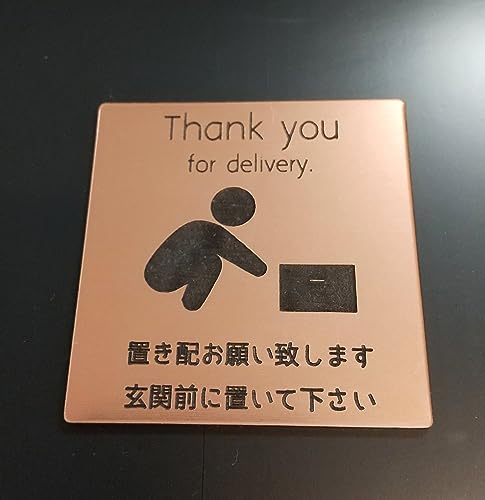 Thank you
for delivery.
置き配お願い致します
玄関前に置いて下さい